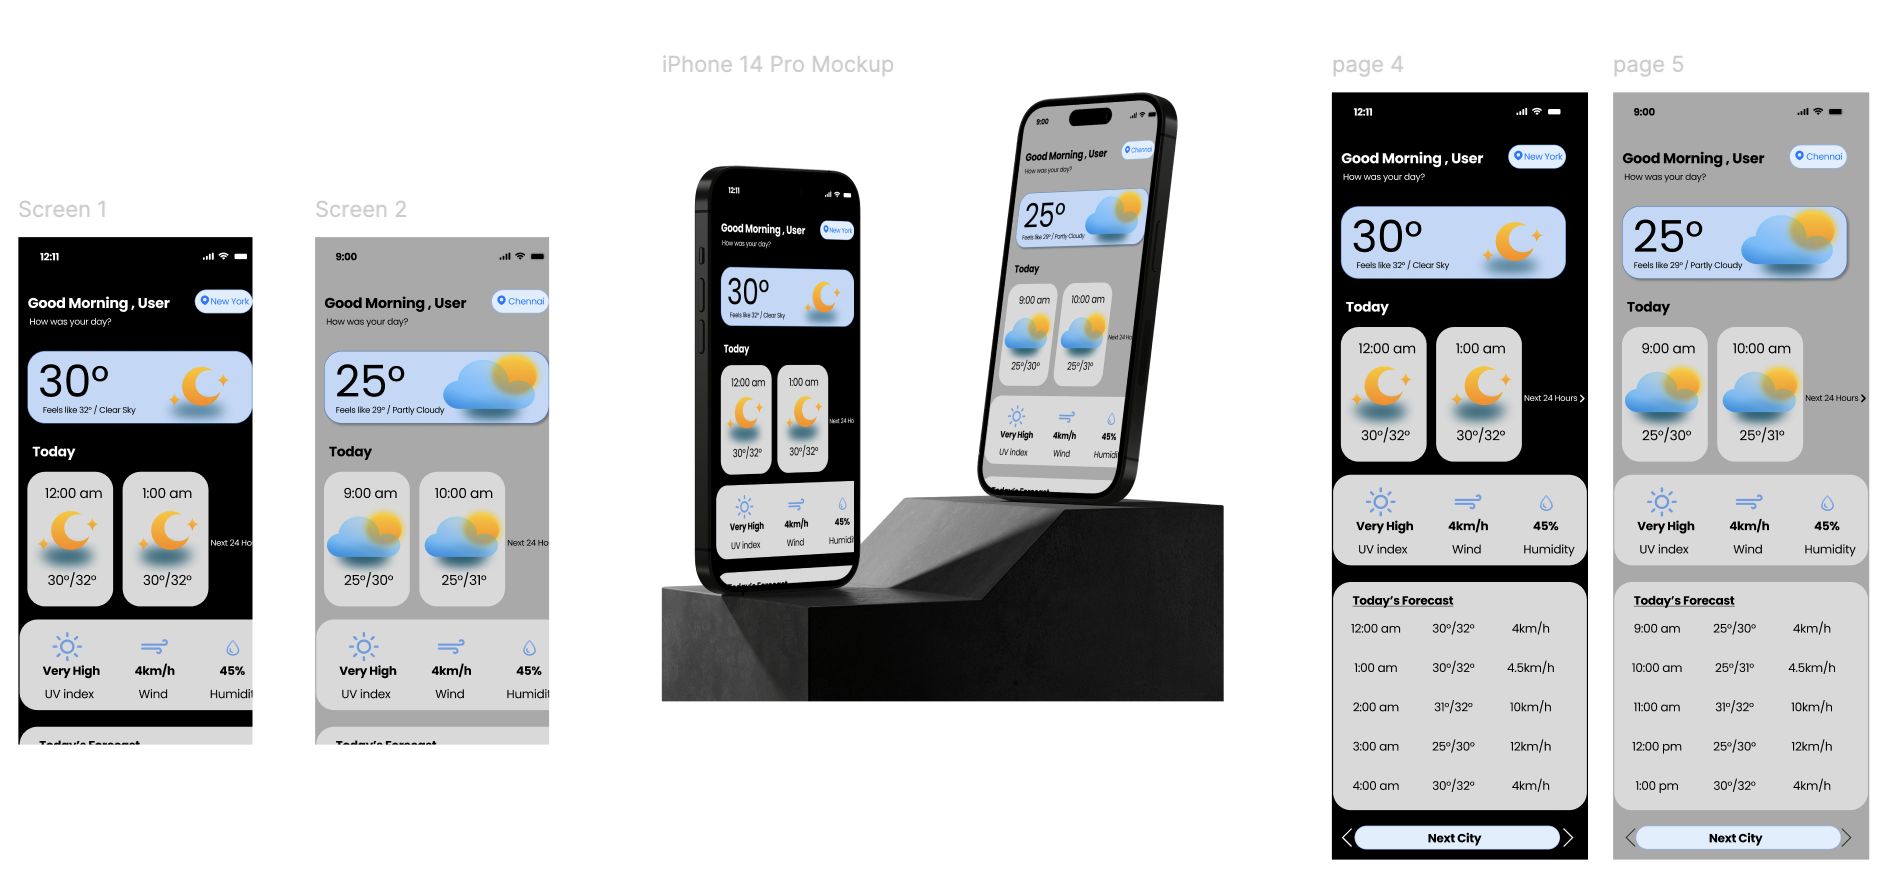 Screen 1
12:11
Good Morning , User
New York
How was your day?
30°
Feels like 32° / Clear Sky
Today
12:00 am
1:00 am
Next 24 Ho
30°/32°
30°/32°
Very High
4km/h
45%
UV index
Wind
Humidit
Today's Forecast
Screen 2
9:00
Good Morning , User
Chennai
How was your day?
25°
Feels like 29° / Partly Cloudy
Today
9:00 am
10:00 am
Next 24 Ho
25°/30°
25°/31°
Very High
4km/h
45%
UV index
Wind
Humidit
Today's Forecast
iPhone 14 Pro Mockup
12:11
Good Morning , User
New York
How was your day?
30°
Feels like 32° / Clear Sky
Today
12:00 am
1:00 am
Next 24 Ho
30°/32°
30°/32°
Very High
4km/h
45%
UV index
Wind
Humidit
Today's Forecast
9:00
Good Morning , User
Chennai
How was your day?
25°
Feels like 29° / Partly Cloudy
Today
9:00 am
10:00 am
Next 24 Ho
25°/30°
25°/31°
Very High
4km/h
45%
UV index
Wind
Humidit
Today's Forecast
page 4
12:11
Good Morning , User
New York
How was your day?
30°
Feels like 32° / Clear Sky
Today
12:00 am
1:00 am
Next 24 Hours
30°/32°
30°/32°
Very High
4km/h
45%
UV index
Wind
Humidity
Today's Forecast
12:00 am 30°/32° 4km/h
1:00 am 30°/32° 4.5km/h
2:00 am 31°/32° 10km/h
3:00 am 25°/30° 12km/h
4:00 am 30°/32° 4km/h
Next City
page 5
9:00
Good Morning , User
Chennai
How was your day?
25°
Feels like 29° / Partly Cloudy
Today
9:00 am
10:00 am
Next 24 Hours
25°/30°
25°/31°
Very High
4km/h
45%
UV index
Wind
Humidity
Today's Forecast
9:00 am 25°/30° 4km/h
10:00 am 25°/31° 4.5km/h
11:00 am 31°/32° 10km/h
12:00 pm 25°/30° 12km/h
1:00 pm 30°/32° 4km/h
Next City